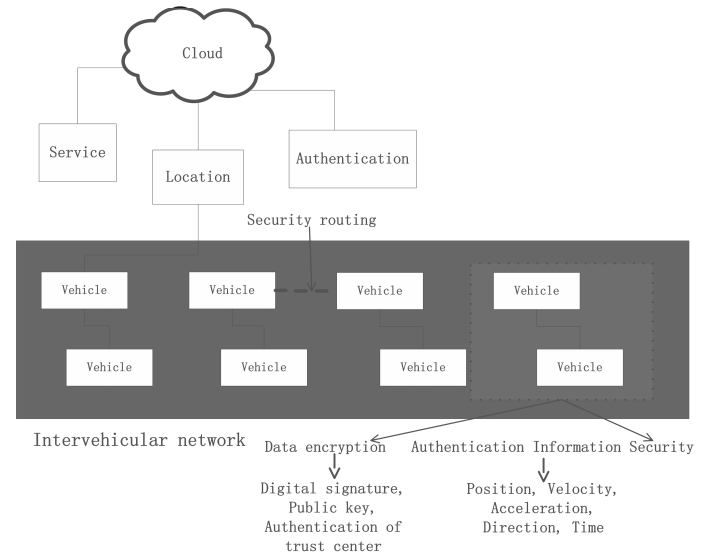 Cloud
Service
Location
Authentication
Security routing
Vehicle
Vehicle
Vehicle
Vehicle
Vehicle
Vehicle
Vehicle
Vehicle
Intervehicular network
Data encryption
Authentication Information Security
Digital signature,
Public key,
Authentication of
trust center
Position, Velocity,
Acceleration,
Direction, Time